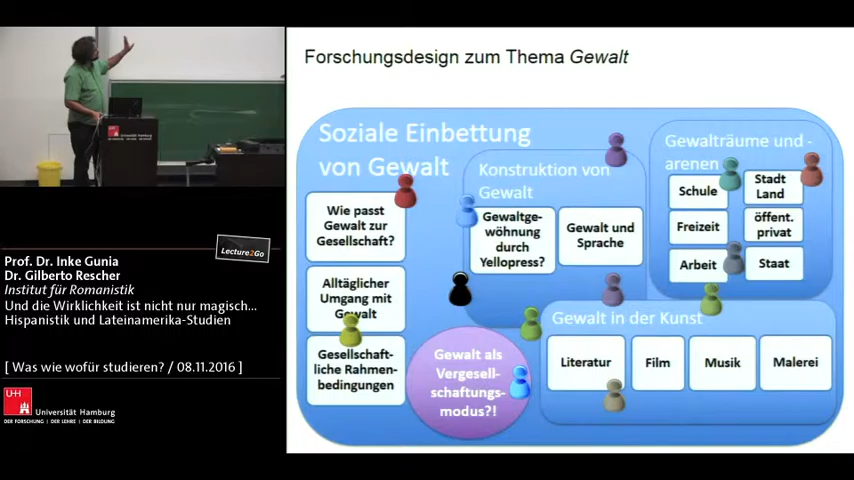 Forschungsdesign zum Thema Gewalt
Soziale Einbettung
von Gewalt
Wie passt
Gewalt zur
Gesellschaft?
Alltäglicher
Umgang mit
Gewalt
Gesellschaft-
liche Rahmen-
bedingungen
Konstruktion von
Gewalt
Gewaltge-
wöhnung
durch
Yellopress?
Gewalt und
Sprache
Gewalträume und -
arenen
Schule
Stadt
Land
Freizeit
öffent.
privat
Arbeit
Staat
Gewalt als
Vergesell-
schaftungs-
modus?!
Gewalt in der Kunst
Literatur
Film
Musik
Malerei
Universität Hamburg
Lecture2Go
Prof. Dr. Inke Gunia
Dr. Gilberto Rescher
Institut für Romanistik
Und die Wirklichkeit ist nicht nur magisch...
Hispanistik und Lateinamerika-Studien
[ Was wie wofür studieren? / 08.11.2016 ]
UH
Universität Hamburg
DER FORSCHUNG | DER LEHRE | DER BILDUNG